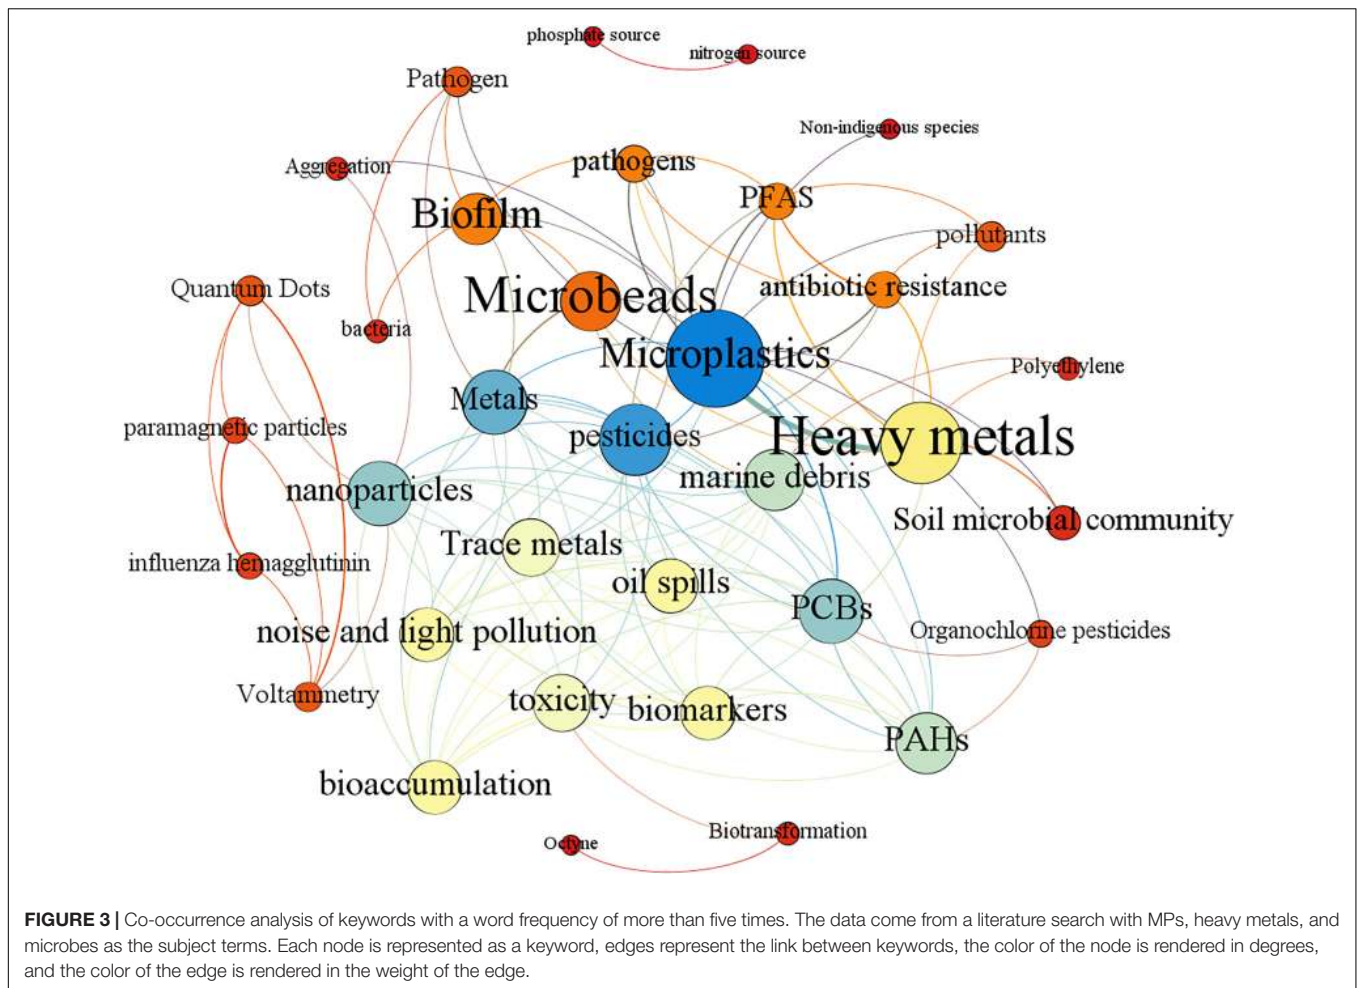 phosphate source
nitrogen source
Pathogen
Non-indigenous species
Aggregation
pathogens
PFAS
Biofilm
pollutants
Quantum Dots
Microbeads
antibiotic resistance
bacteria
Microplastics
Polyethylene
Metals
paramagnetic particles
pesticides
Heavy metals
nanoparticles
marine debris
Soil microbial community
Trace metals
influenza hemagglutinin
oil spills
PCBs
noise and light pollution
Organochlorine pesticides
Voltammetry
toxicity
biomarkers
PAHs
bioaccumulation
Biotransformation
Octyne
FIGURE 3 | Co-occurrence analysis of keywords with a word frequency of more than five times. The data come from a literature search with MPs, heavy metals, and
microbes as the subject terms. Each node is represented as a keyword, edges represent the link between keywords, the color of the node is rendered in degrees,
and the color of the edge is rendered in the weight of the edge.